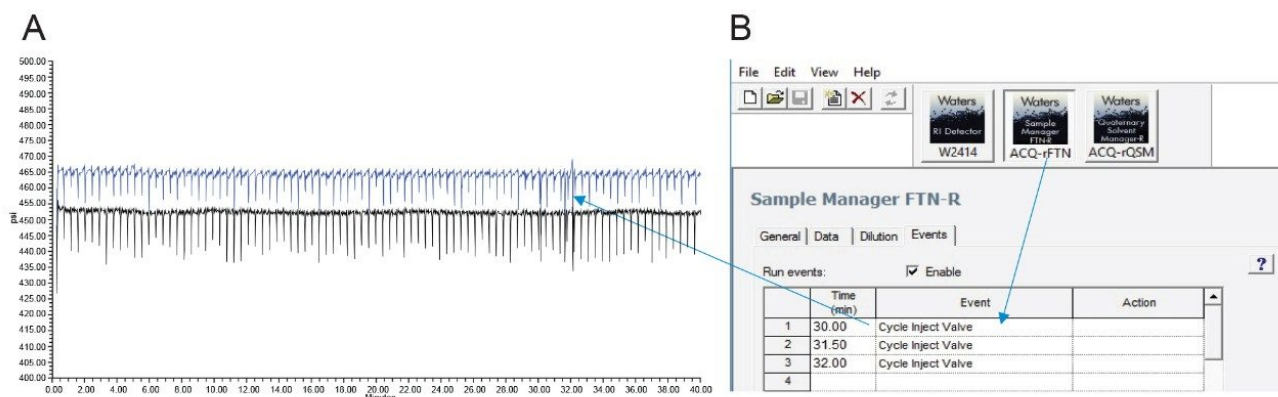 A
500.00
495.00
490.00
485.00
480.00
475.00
470.00
465.00
460.00
455.00
450.00
445.00
440.00
435.00
430.00
425.00
420.00
415.00
410.00
405.00
400.00
psi
0.00 2.00 4.00 6.00 8.00 10.00 12.00 14.00 16.00 18.00 20.00 22.00 24.00 26.00 28.00 30.00 32.00 34.00 36.00 38.00 40.00
Minutes
B
File Edit View Help
Waters
RI Detector
W2414
Waters
Sample
Manager
FTN-R
ACQ-rFTN
Waters
Quaternary
Solvent
Manager-R
ACQ-rQSM
Sample Manager FTN-R
General Data Dilution Events
Run events: Enable
?
Time
(min) Event Action
1 30.00 Cycle Inject Valve
2 31.50 Cycle Inject Valve
3 32.00 Cycle Inject Valve
4